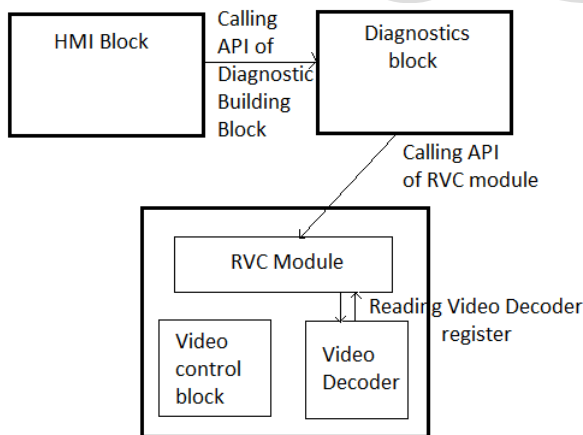 HMI Block
Calling
API of
Diagnostic
Building
Block
Diagnostics
block
Calling API
of RVC module
RVC Module
Reading Video Decoder
register
Video
control
block
Video
Decoder